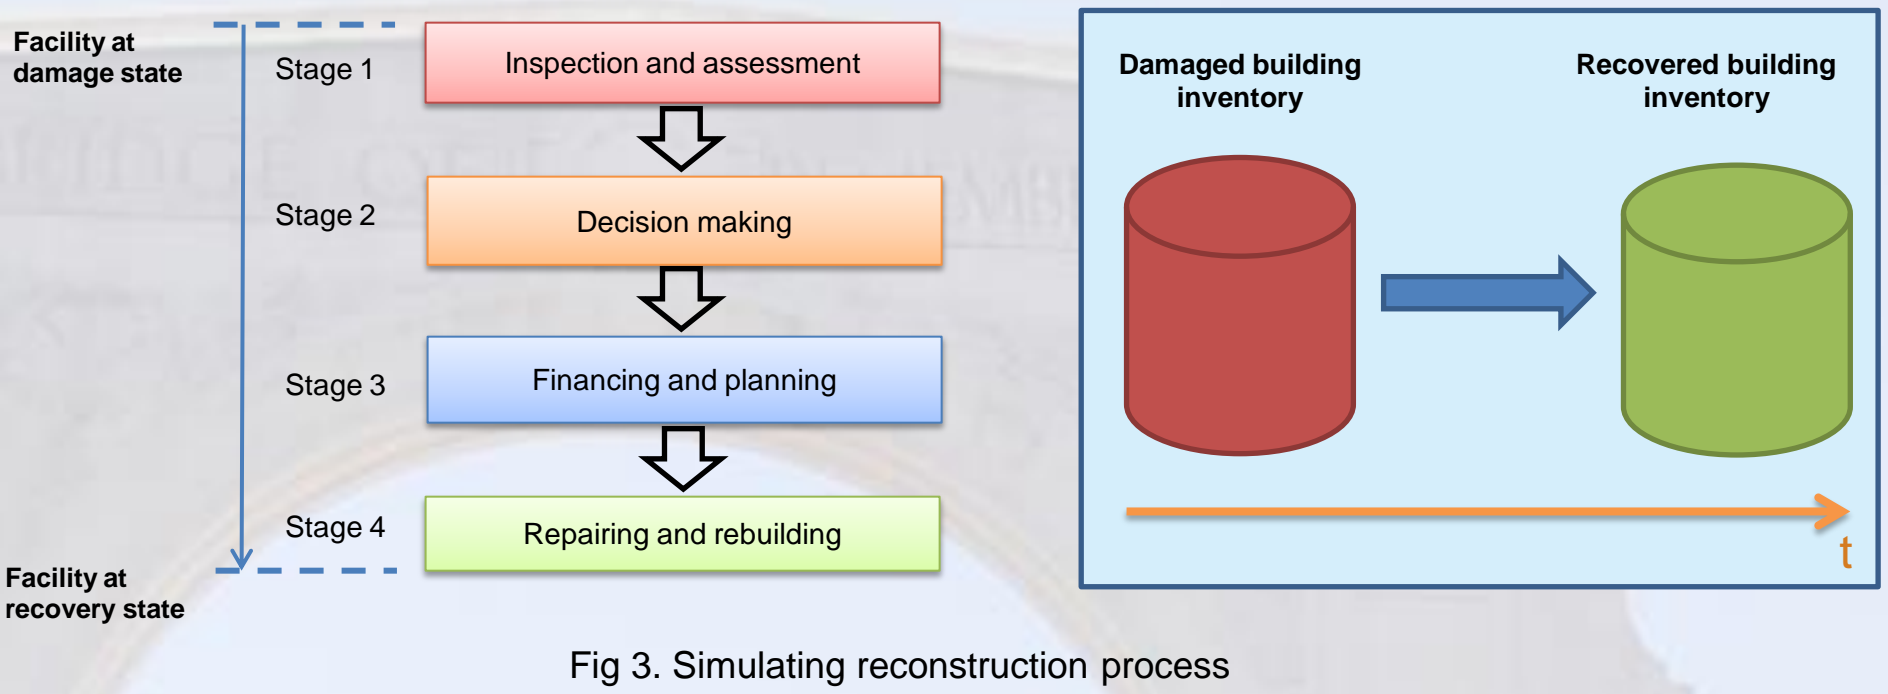 Facility at
damage state
Stage 1
Inspection and assessment
Stage 2
Decision making
Stage 3
Financing and planning
Stage 4
Repairing and rebuilding
Facility at
recovery state
Damaged building
inventory
Recovered building
inventory
t
Fig 3. Simulating reconstruction process